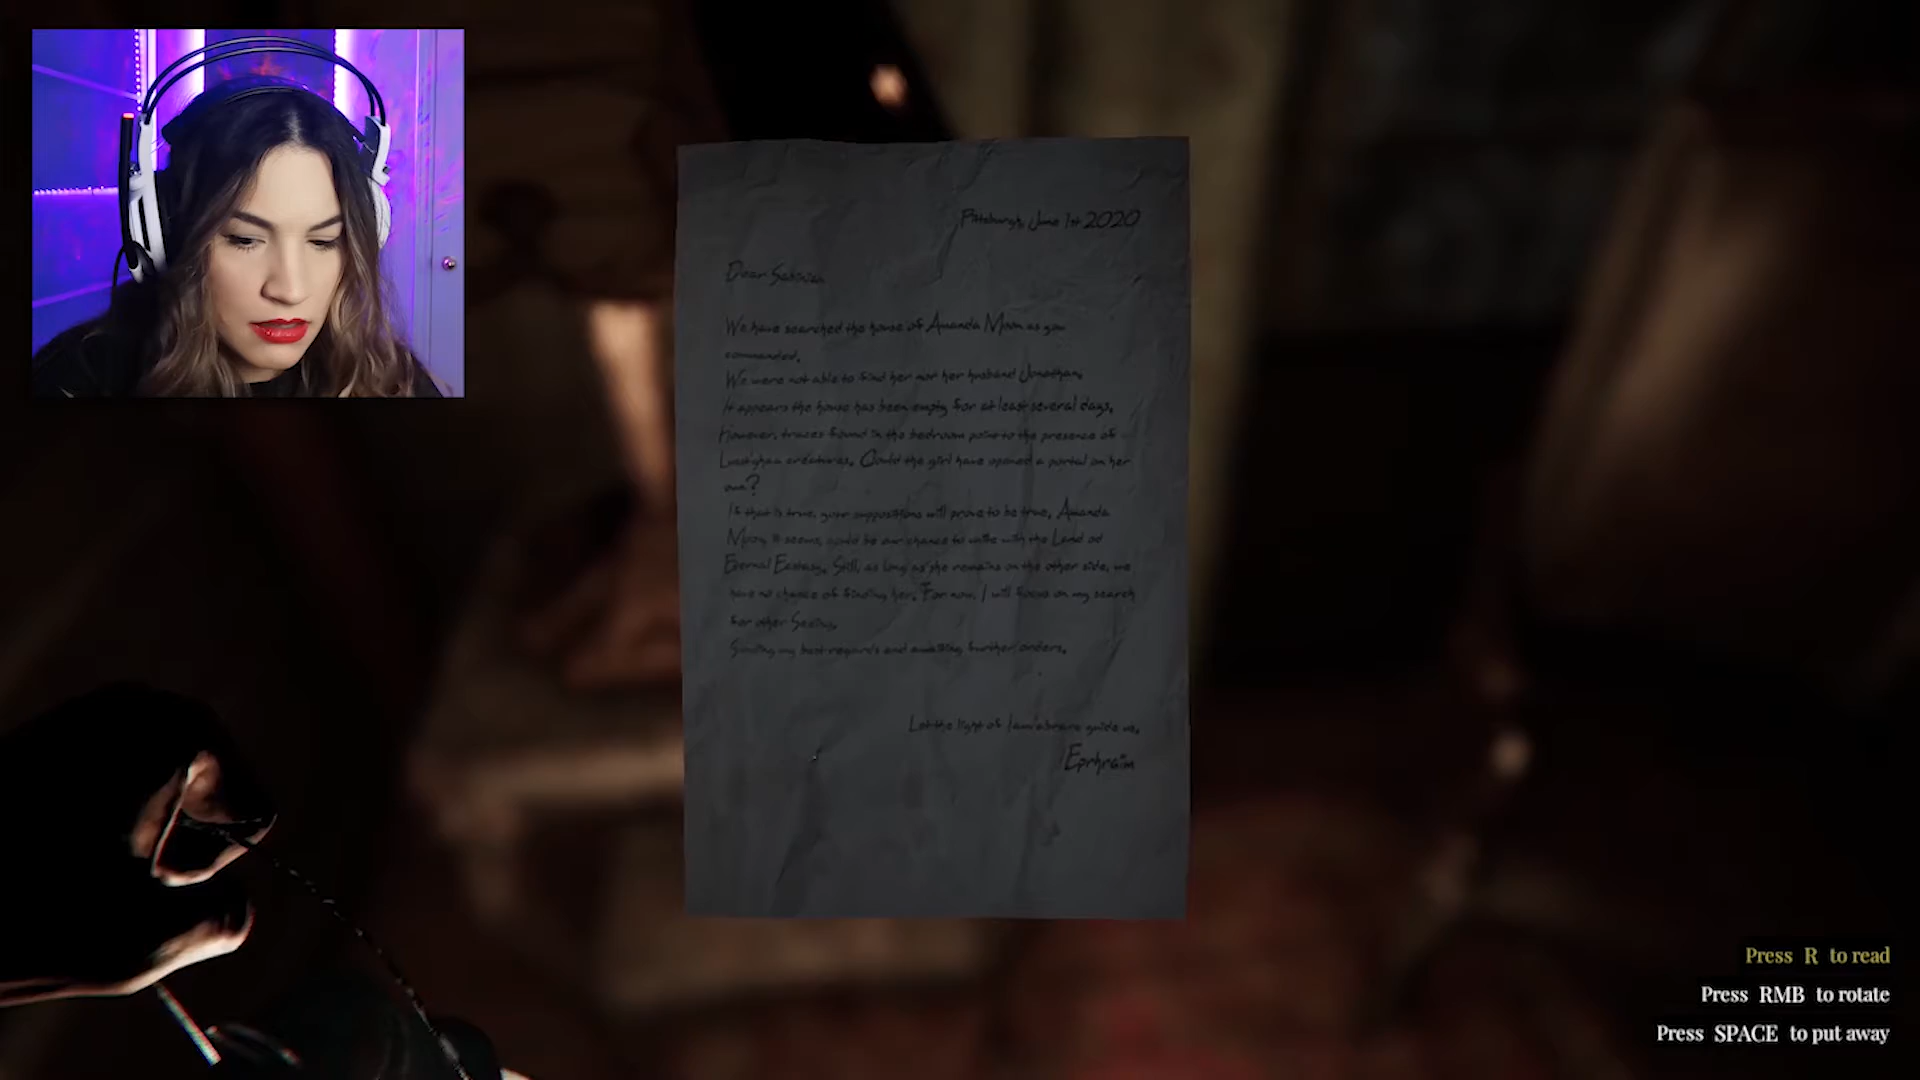 Pittsburgh, June 1st 2020
Dear Sabinian
We have searched the house of Amanda Moon as you
commanded.
We were not able to find her nor her husband Jonathan.
It appears the house has been empty for at least several days.
However, traces found in the bedroom point to the presence of
Lusst'ghaa creatures. Could the girl have opened a portal on her
own?
If that is true, your suppositions will prove to be true. Amanda
Moon, it seems, could be our chance to unite with the Land od
Eternal Ecstasy. Still, as long as she remains on the other side, we
have no chance of finding her. For now, I will focus on my search
for other Seeing.
Sending my best regards and awaiting further orders.
Let the light of guide us,
Eprhraim
Press R to read
Press RMB to rotate
Press SPACE to put away